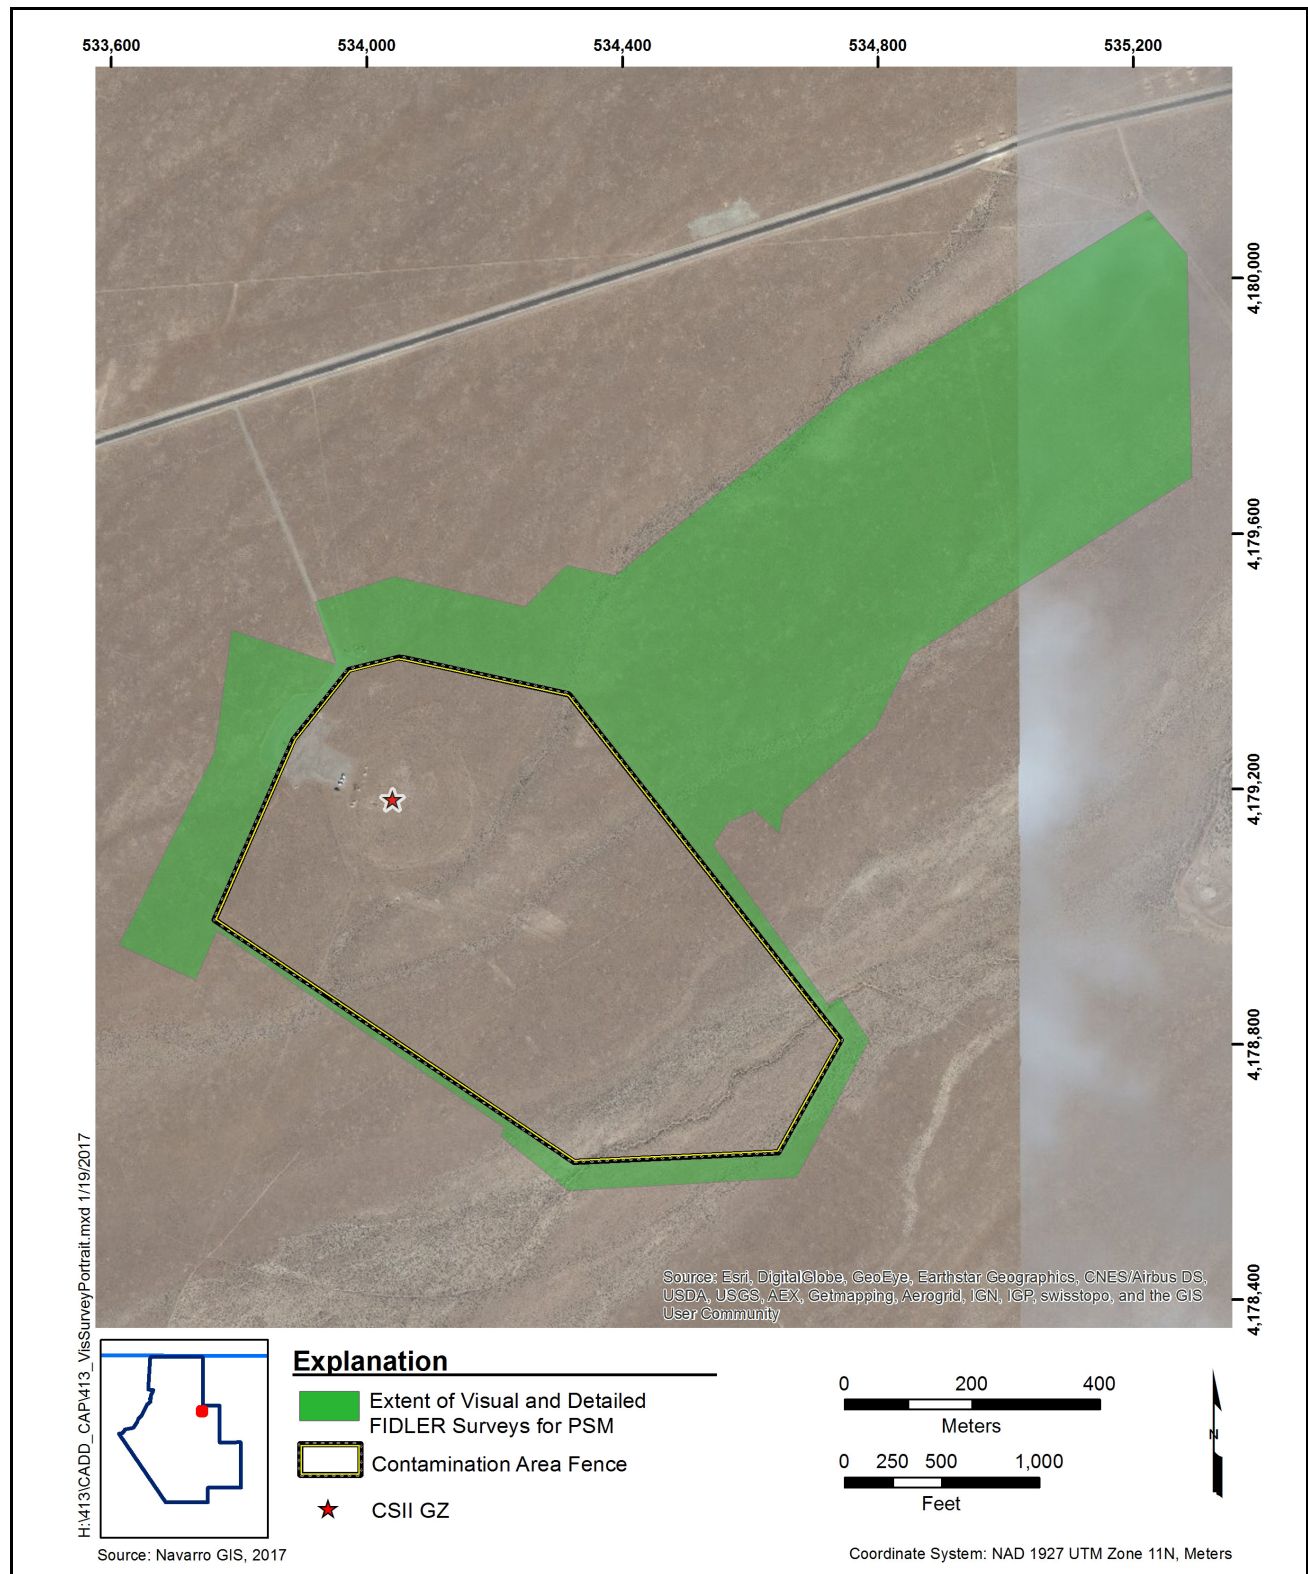 533,600
534,000
534,400
534,800
535,200
4,180,000
4,179,600
4,179,200
4,178,800
4,178,400
H:\413\CADD_CAP\413_VisSurveyPortrait.mxd 1/19/2017
Source: Esri, DigitalGlobe, GeoEye, Earthstar Geographics, CNES/Airbus DS,
USDA, USGS, AEX, Getmapping, Aerogrid, IGN, IGP, swisstopo, and the GIS
User Community
Explanation
Extent of Visual and Detailed
FIDLER Surveys for PSM
Contamination Area Fence
CSII GZ
0 200 400
Meters
0 250 500 1,000
Feet
N
Source: Navarro GIS, 2017
Coordinate System: NAD 1927 UTM Zone 11N, Meters